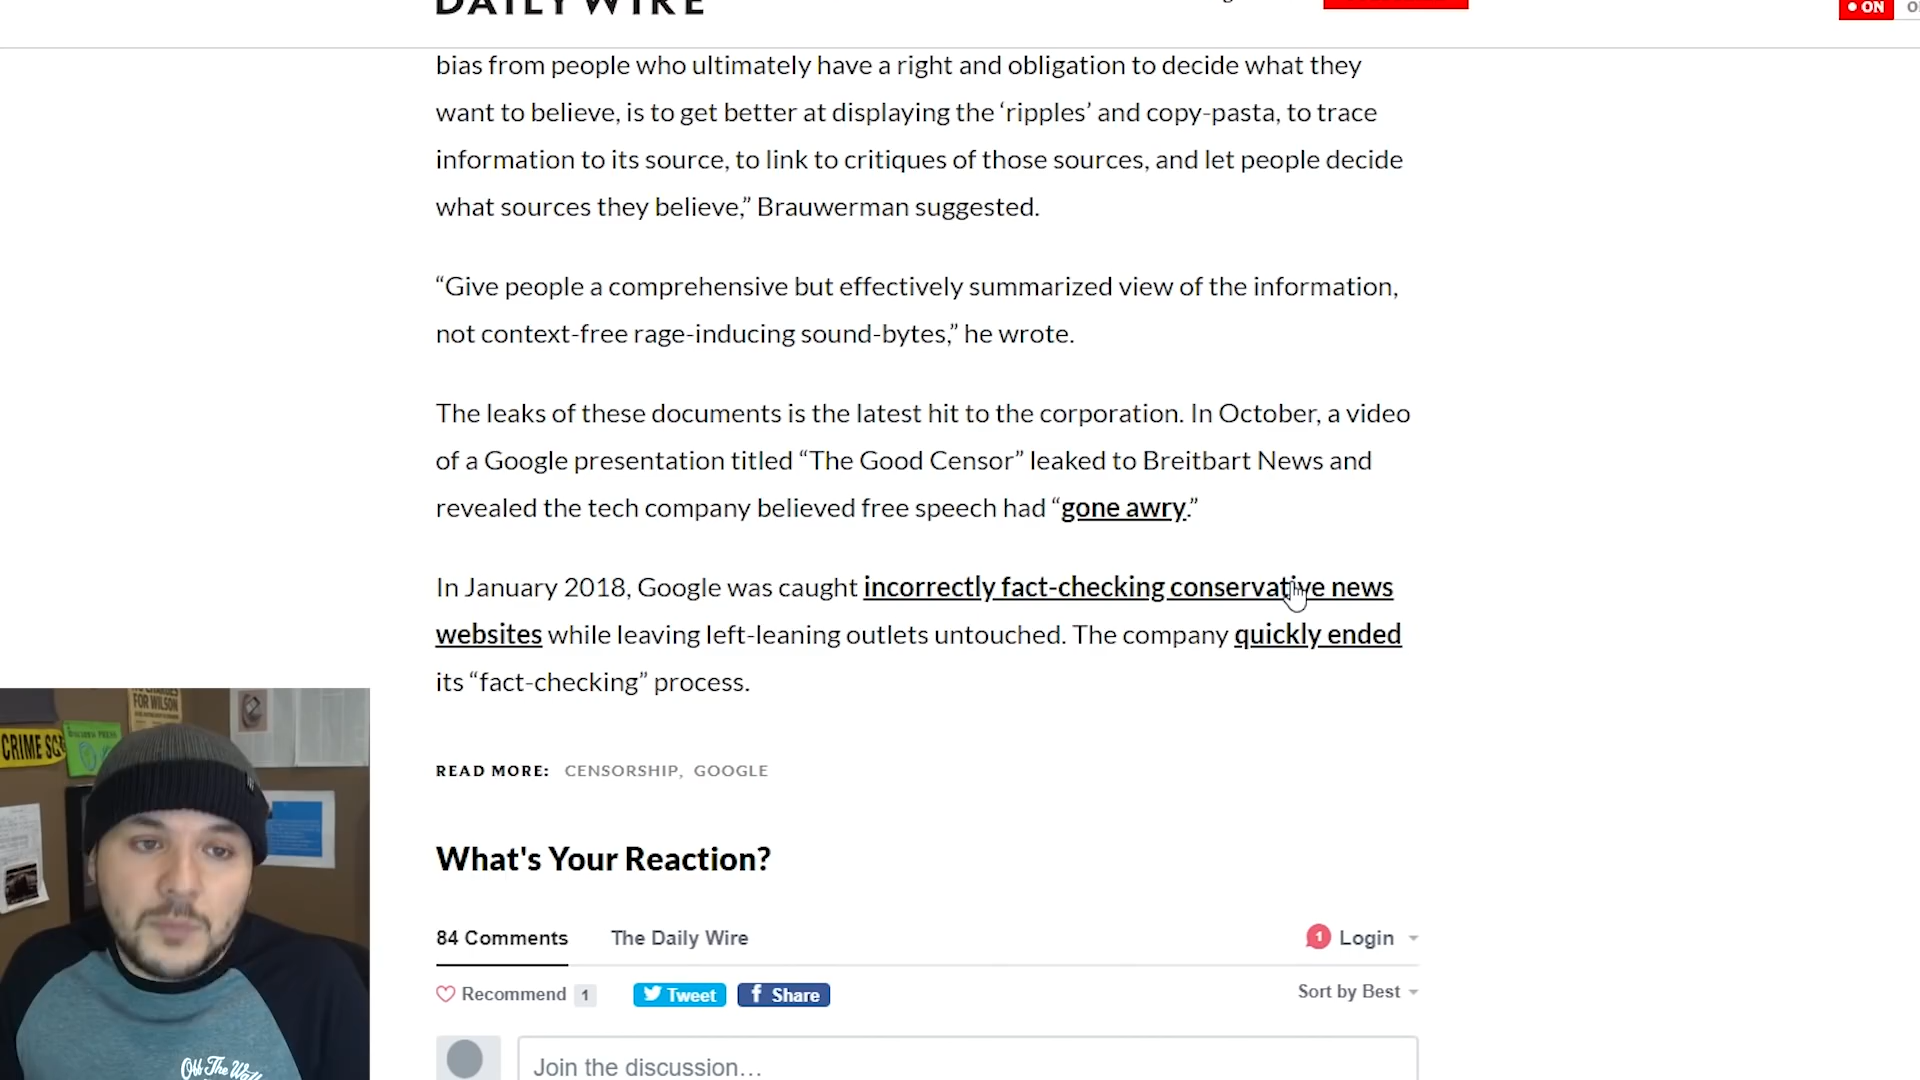 DAILY WIRE
ON
bias from people who ultimately have a right and obligation to decide what they
want to believe, is to get better at displaying the ‘ripples’ and copy-pasta, to trace
information to its source, to link to critiques of those sources, and let people decide
what sources they believe,” Brauwerman suggested.
“Give people a comprehensive but effectively summarized view of the information,
not context-free rage-inducing sound-bytes,” he wrote.
The leaks of these documents is the latest hit to the corporation. In October, a video
of a Google presentation titled “The Good Censor” leaked to Breitbart News and
revealed the tech company believed free speech had “gone awry.”
In January 2018, Google was caught incorrectly fact-checking conservative news
websites while leaving left-leaning outlets untouched. The company quickly ended
its “fact-checking” process.
READ MORE: CENSORSHIP, GOOGLE
What's Your Reaction?
84 Comments The Daily Wire 1 Login
Recommend 1 Tweet f Share Sort by Best
Join the discussion…
FOR WILSON
CRIME SC
Off The Wall